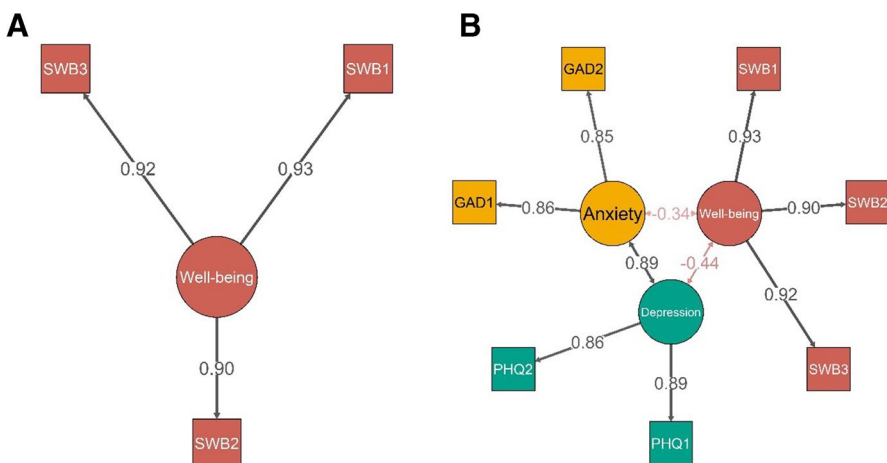 A
SWB3
SWB1
0.92
0.93
Well-being
0.90
SWB2
B
GAD2
SWB1
0.85
0.93
GAD1
0.86
Anxiety
-0.34
Well-being
0.90
SWB2
0.89
-0.44
0.92
Depression
0.86
PHQ2
SWB3
0.89
PHQ1